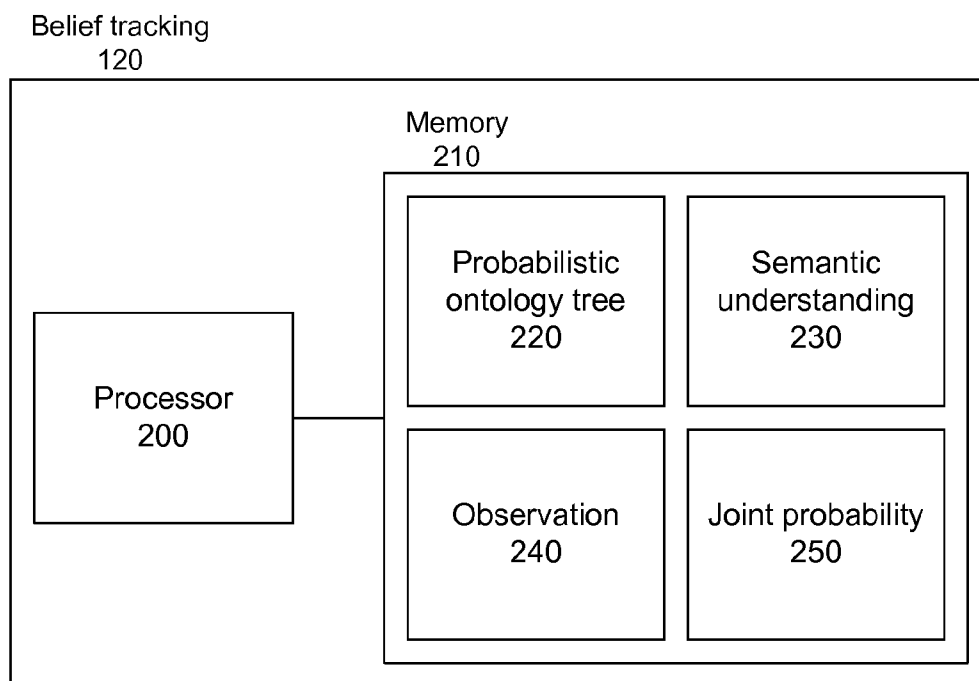 Belief tracking
120
Memory
210
Probabilistic
ontology tree
220
Semantic
understanding
230
Processor
200
Observation
240
Joint probability
250